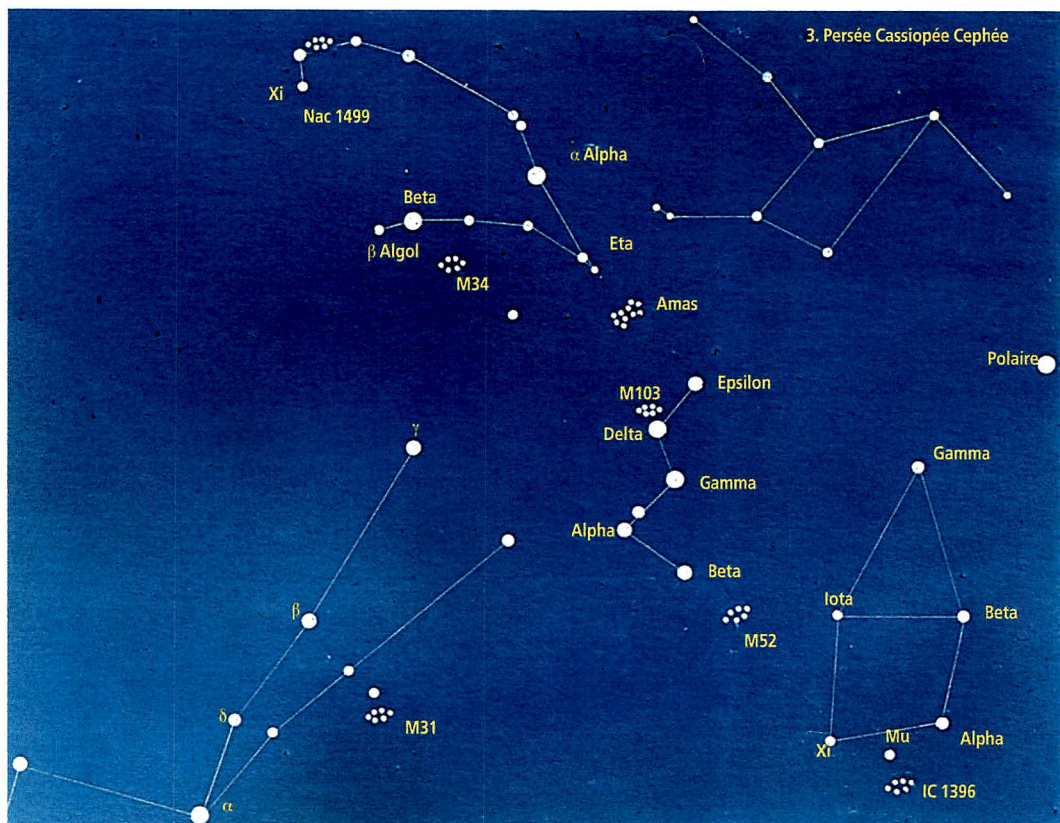 3. Persée Cassiopée Cephée
Xi
Nac 1499
α Alpha
Beta
β Algol
M34
Eta
Amas
Polaire
Epsilon
M103
Delta
γ
Gamma
Gamma
Alpha
Beta
β
Iota
Beta
M52
δ
M31
Xi
Mu
Alpha
α
IC 1396